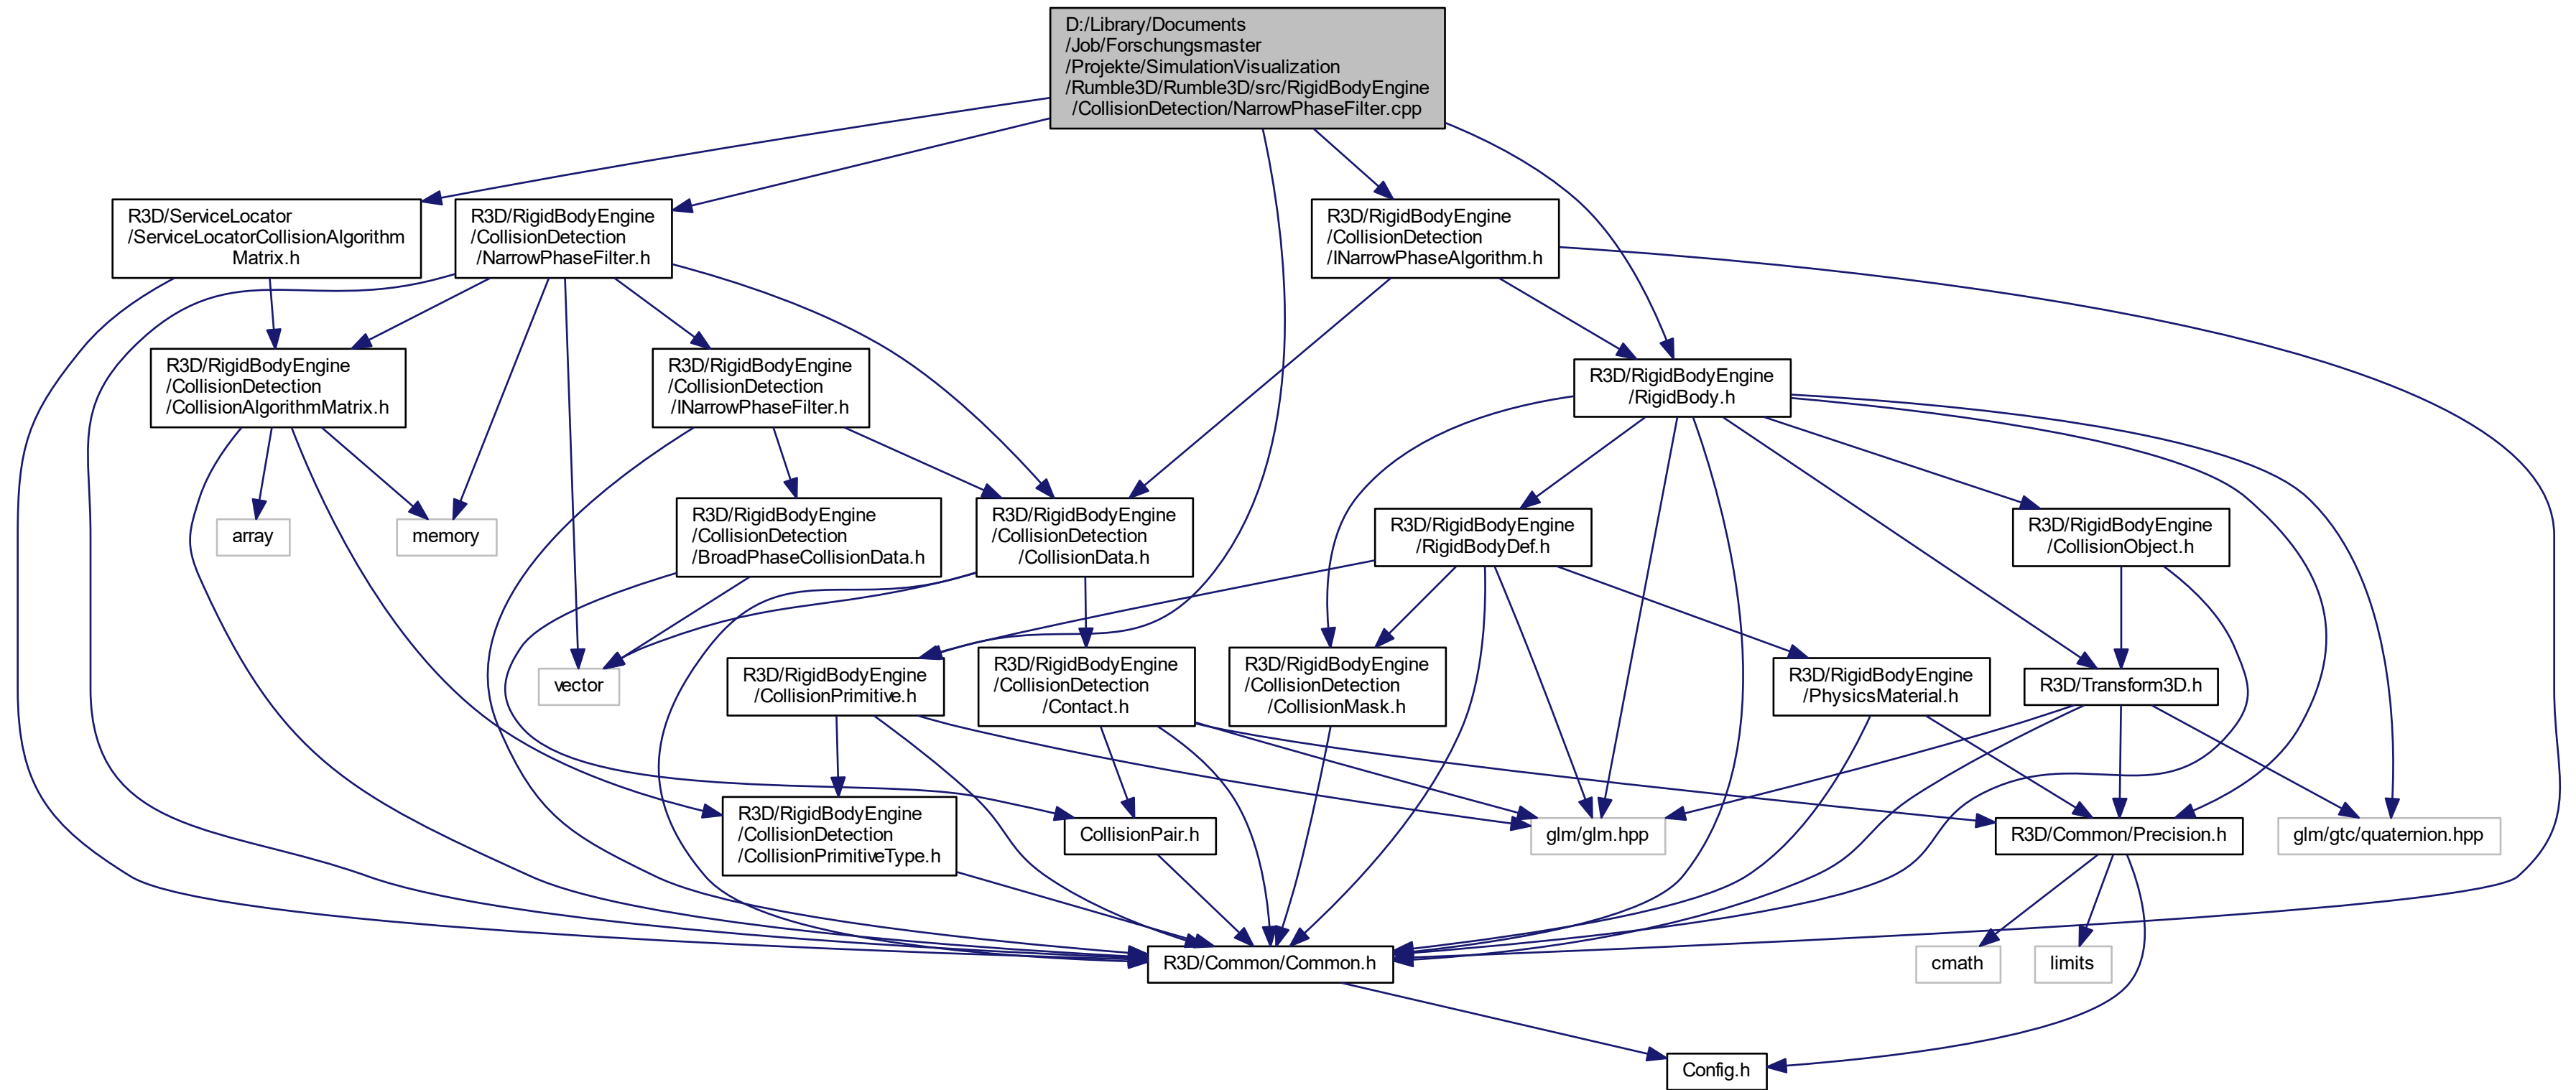 D:/Library/Documents
/Job/Forschungsmaster
/Projekte/SimulationVisualization
/Rumble3D/Rumble3D/src/RigidBodyEngine
/CollisionDetection/NarrowPhaseFilter.cpp
R3D/ServiceLocator
/ServiceLocatorCollisionAlgorithm
Matrix.h
R3D/RigidBodyEngine
/CollisionDetection
/NarrowPhaseFilter.h
R3D/RigidBodyEngine
/CollisionDetection
/INarrowPhaseAlgorithm.h
R3D/RigidBodyEngine
/CollisionDetection
/CollisionAlgorithmMatrix.h
R3D/RigidBodyEngine
/CollisionDetection
/INarrowPhaseFilter.h
R3D/RigidBodyEngine
/RigidBody.h
array
memory
R3D/RigidBodyEngine
/CollisionDetection
/BroadPhaseCollisionData.h
R3D/RigidBodyEngine
/CollisionDetection
/CollisionData.h
R3D/RigidBodyEngine
/RigidBodyDef.h
R3D/RigidBodyEngine
/CollisionObject.h
vector
R3D/RigidBodyEngine
/CollisionPrimitive.h
R3D/RigidBodyEngine
/CollisionDetection
/Contact.h
R3D/RigidBodyEngine
/CollisionDetection
/CollisionMask.h
R3D/RigidBodyEngine
/PhysicsMaterial.h
R3D/Transform3D.h
R3D/RigidBodyEngine
/CollisionDetection
/CollisionPrimitiveType.h
CollisionPair.h
glm/glm.hpp
R3D/Common/Precision.h
glm/gtc/quaternion.hpp
R3D/Common/Common.h
cmath
limits
Config.h